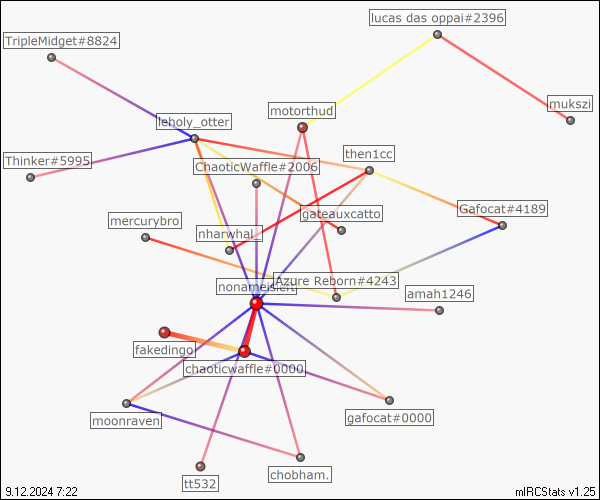 lucas das oppai#2396
TripleMidget#8824
mukszi
motorthud
leholy_otter
then1cc
Thinker#5995
ChaoticWaffle#2006
Gafocat#4189
gateauxcatto
mercurybro
nharwhal_
Azure Reborn#4243
nonameisleft
amah1246
fakedingo
chaoticwaffle#0000
gafocat#0000
moonraven
chobham.
tt532
9.12.2024 7:22
mIRCStats v1.25